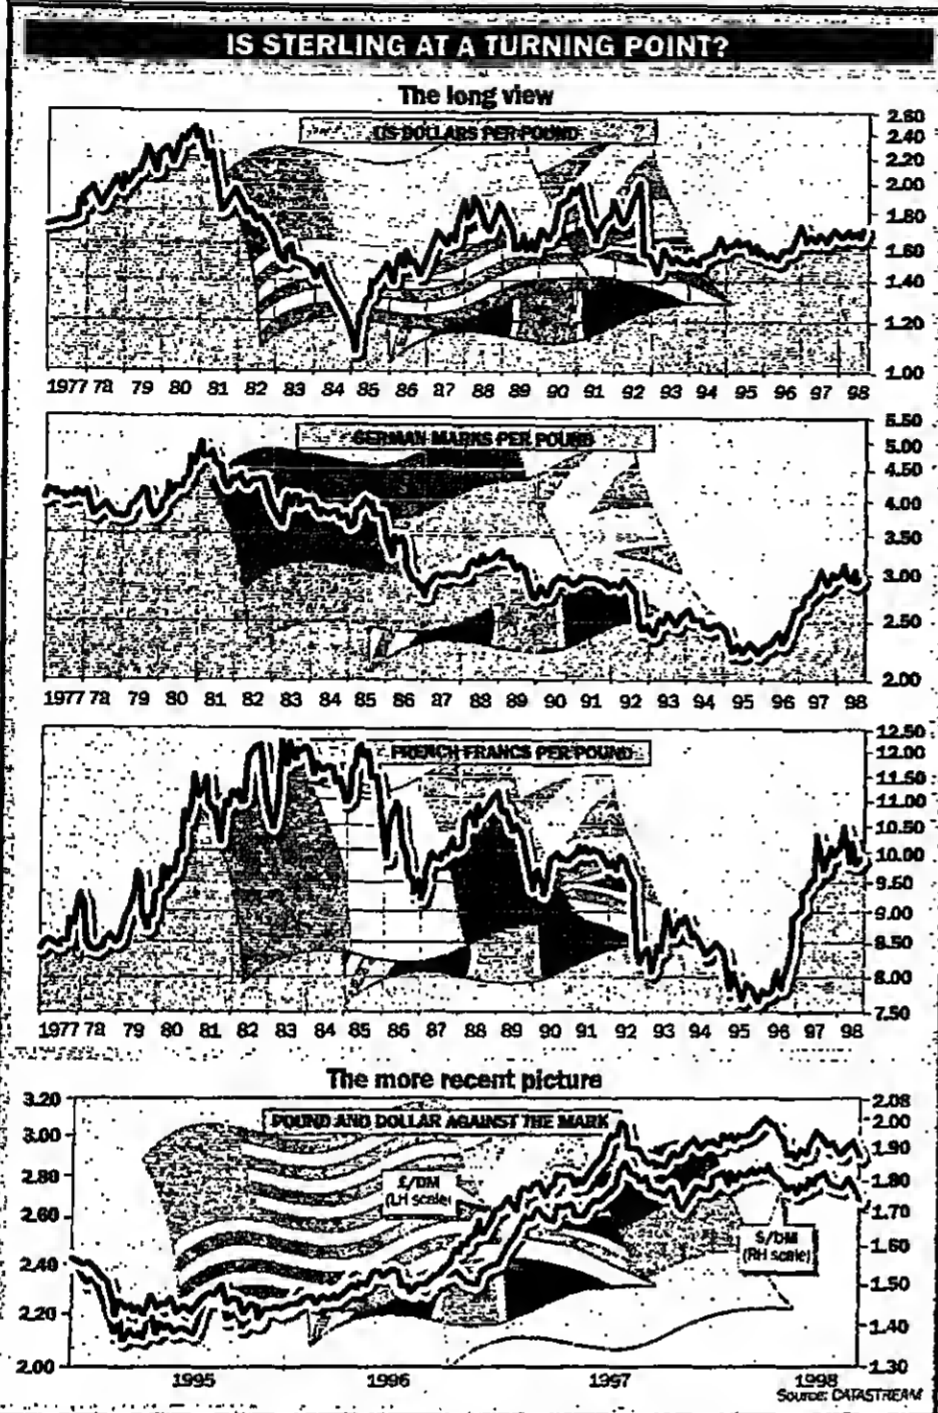 IS STERLING AT A TURNING POINT?
The long view
US DOLLARS PER POUND
2.60
2.40
2.20
2.00
1.80
1.60
1.40
1.20
1.00
1977 78 79 80 81 82 83 84 85 86 87 88 89 90 91 92 93 94 95 96 97 98
GERMAN MARKS PER POUND
5.50
5.00
4.50
4.00
3.50
3.00
2.50
2.00
1977 78 79 80 81 82 83 84 85 86 87 88 89 90 91 92 93 94 95 96 97 98
FRENCH FRANCS PER POUND
12.50
12.00
11.50
11.00
10.50
10.00
9.50
9.00
8.50
8.00
7.50
1977 78 79 80 81 82 83 84 85 86 87 88 89 90 91 92 93 94 95 96 97 98
The more recent picture
POUND AND DOLLAR AGAINST THE MARK
3.20
3.00
2.80
2.60
2.40
2.20
2.00
£/DM
(LH scale)
$/DM
(RH scale)
2.08
2.00
1.90
1.80
1.70
1.60
1.50
1.40
1.30
1995 1996 1997 1998
Source: DATASTREAM